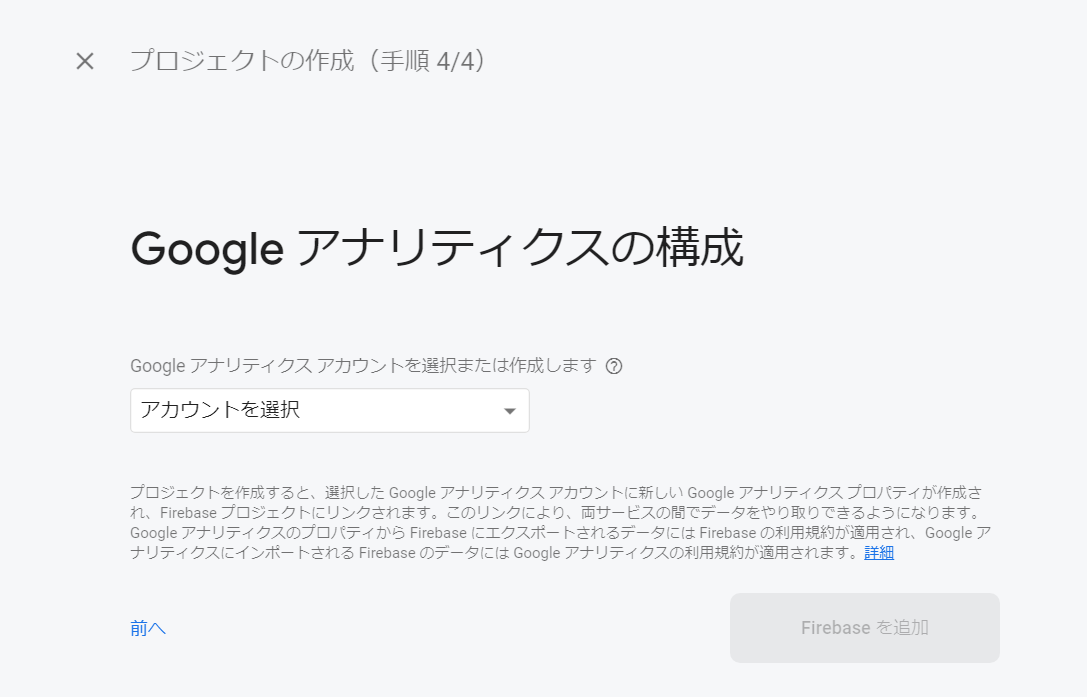 プロジェクトの作成（手順 4/4）
Google アナリティクスの構成
Google アナリティクス アカウントを選択または作成します
アカウントを選択
プロジェクトを作成すると、選択した Google アナリティクス アカウントに新しい Google アナリティクス プロパティが作成さ
れ、Firebase プロジェクトにリンクされます。このリンクにより、両サービスの間でデータをやり取りできるようになります。
Google アナリティクスのプロパティから Firebase にエクスポートされるデータには Firebase の利用規約が適用され、Google ア
ナリティクスにインポートされる Firebase のデータには Google アナリティクスの利用規約が適用されます。詳細
前へ
Firebase を追加